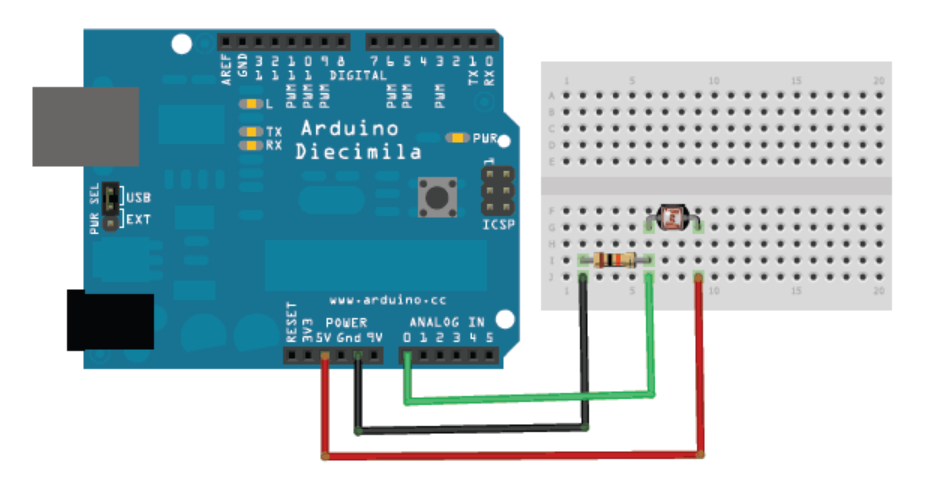 AREF
GND
13
12
11
10
9
8
7
6
5
4
3
2
1
0
DIGITAL
PWM
PWM
PWM
PWM
PWM
PWM
TX
RX
L
TX
RX
Arduino
Diecimila
PWR
1
ICSP
PWR SEL
USB
EXT
www.arduino.cc
POWER
ANALOG IN
RESET
3V3
5V Gnd 9V
0 1 2 3 4 5
1 5 10 15 20
A
B
C
D
E
F
G
H
I
J
1 5 10 15 20